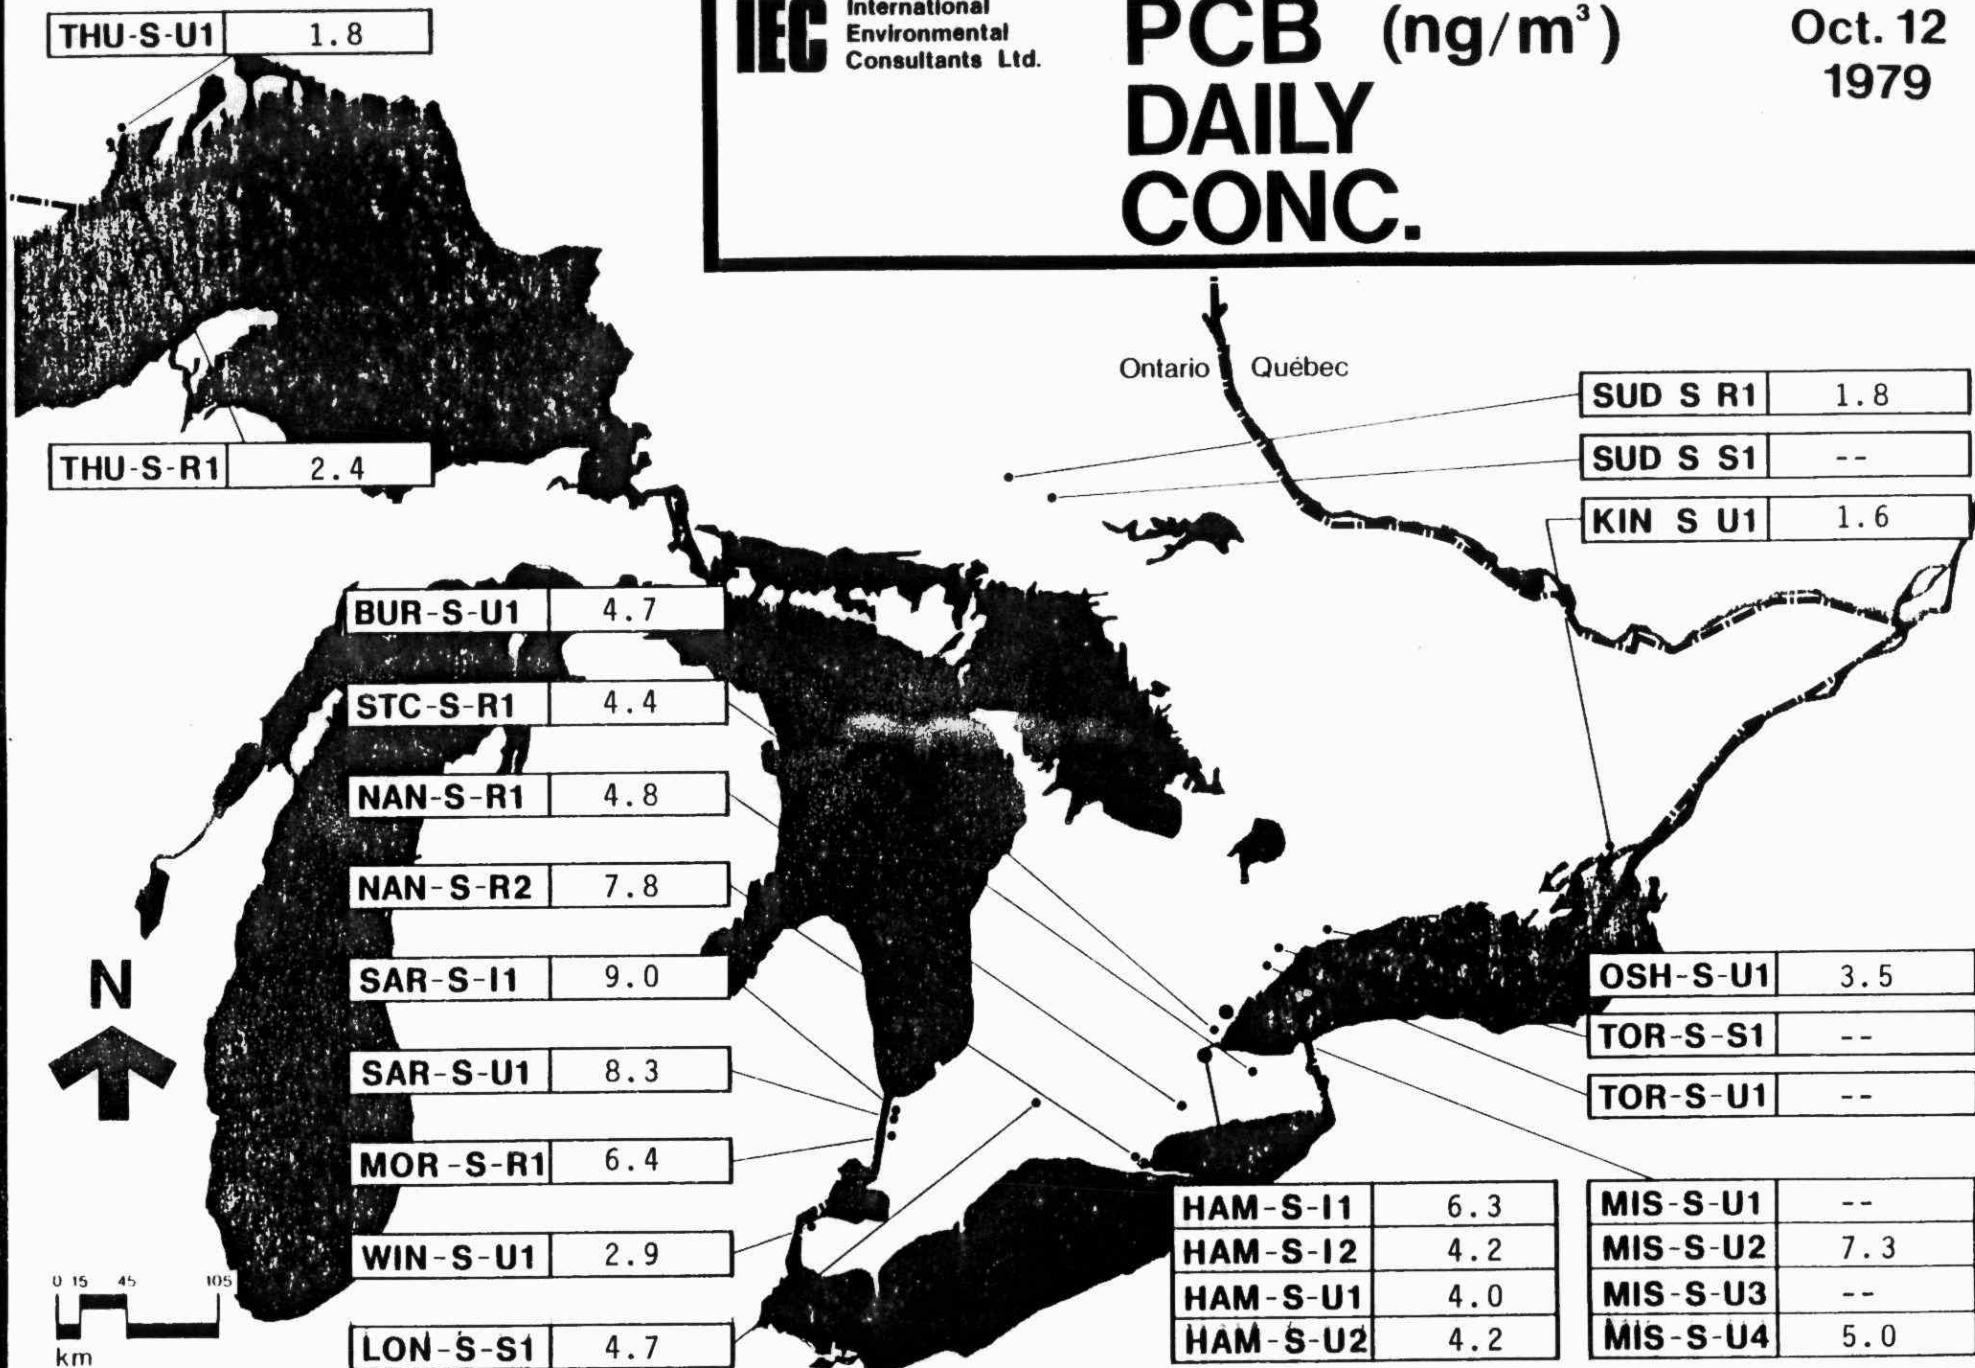 THU-S-U1 1.8
IEC
International
Environmental
Consultants Ltd.
PCB (ng/m³)
DAILY
CONC.
Oct. 12
1979
Ontario Québec
SUD S R1 1.8
SUD S S1 --
KIN S U1 1.6
THU-S-R1 2.4
BUR-S-U1 4.7
STC-S-R1 4.4
NAN-S-R1 4.8
NAN-S-R2 7.8
SAR-S-I1 9.0
SAR-S-U1 8.3
MOR-S-R1 6.4
WIN-S-U1 2.9
LON-S-S1 4.7
N
0 15 45 105
km
OSH-S-U1 3.5
TOR-S-S1 --
TOR-S-U1 --
HAM-S-I1 6.3
HAM-S-I2 4.2
HAM-S-U1 4.0
HAM-S-U2 4.2
MIS-S-U1 --
MIS-S-U2 7.3
MIS-S-U3 --
MIS-S-U4 5.0